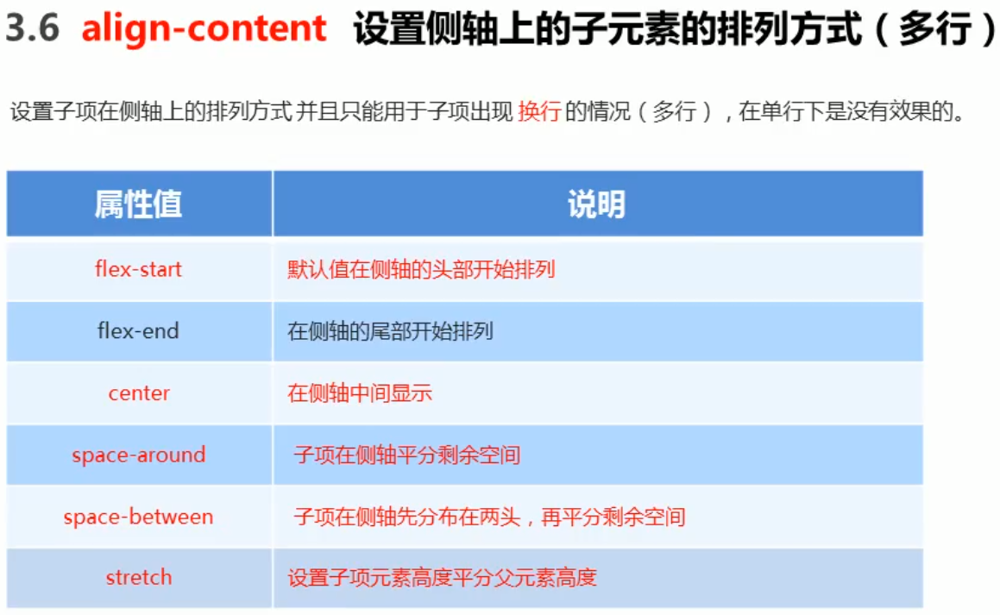 3.6 align-content 设置侧轴上的子元素的排列方式（多行）
设置子项在侧轴上的排列方式 并且只能用于子项出现 换行 的情况（多行），在单行下是没有效果的。
属性值 说明
flex-start 默认值在侧轴的头部开始排列
flex-end 在侧轴的尾部开始排列
center 在侧轴中间显示
space-around 子项在侧轴平分剩余空间
space-between 子项在侧轴先分布在两头，再平分剩余空间
stretch 设置子项元素高度平分父元素高度